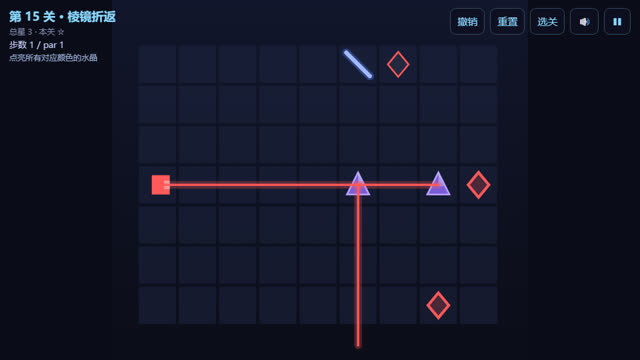 第 15 关 · 棱镜折返
总星 3 · 本关 ☆
步数 1 / par 1
点亮所有对应颜色的水晶
撤销
重置
选关